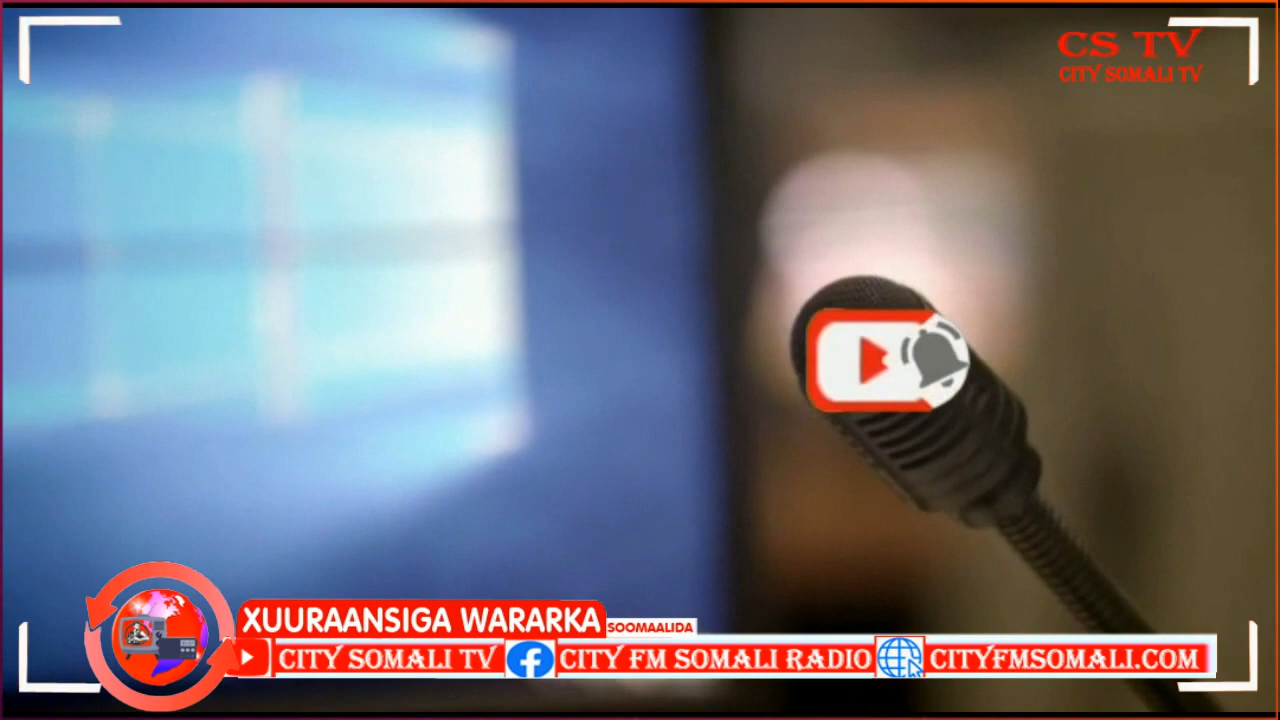 CS TV
CITY SOMALI TV
XUURAANSIGA WARARKA
SOOMAALIDA
CITY SOMALI TV CITY FM SOMALI RADIO CITYFMSOMALI.COM